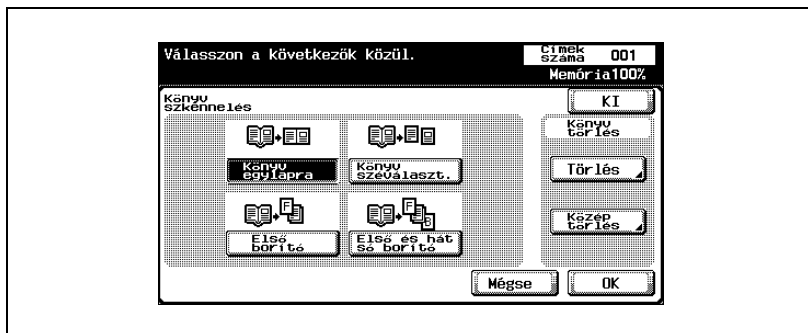 Válasszon a következők közül.
Címek
száma 001
Memória100%
Könyv
szkennelés
KI
Könyv
törlés
Könyv
egylapra
Könyv
széválaszt.
Törlés
Első
borító
Első és hát
só borító
Közép
törlés
Mégse
OK